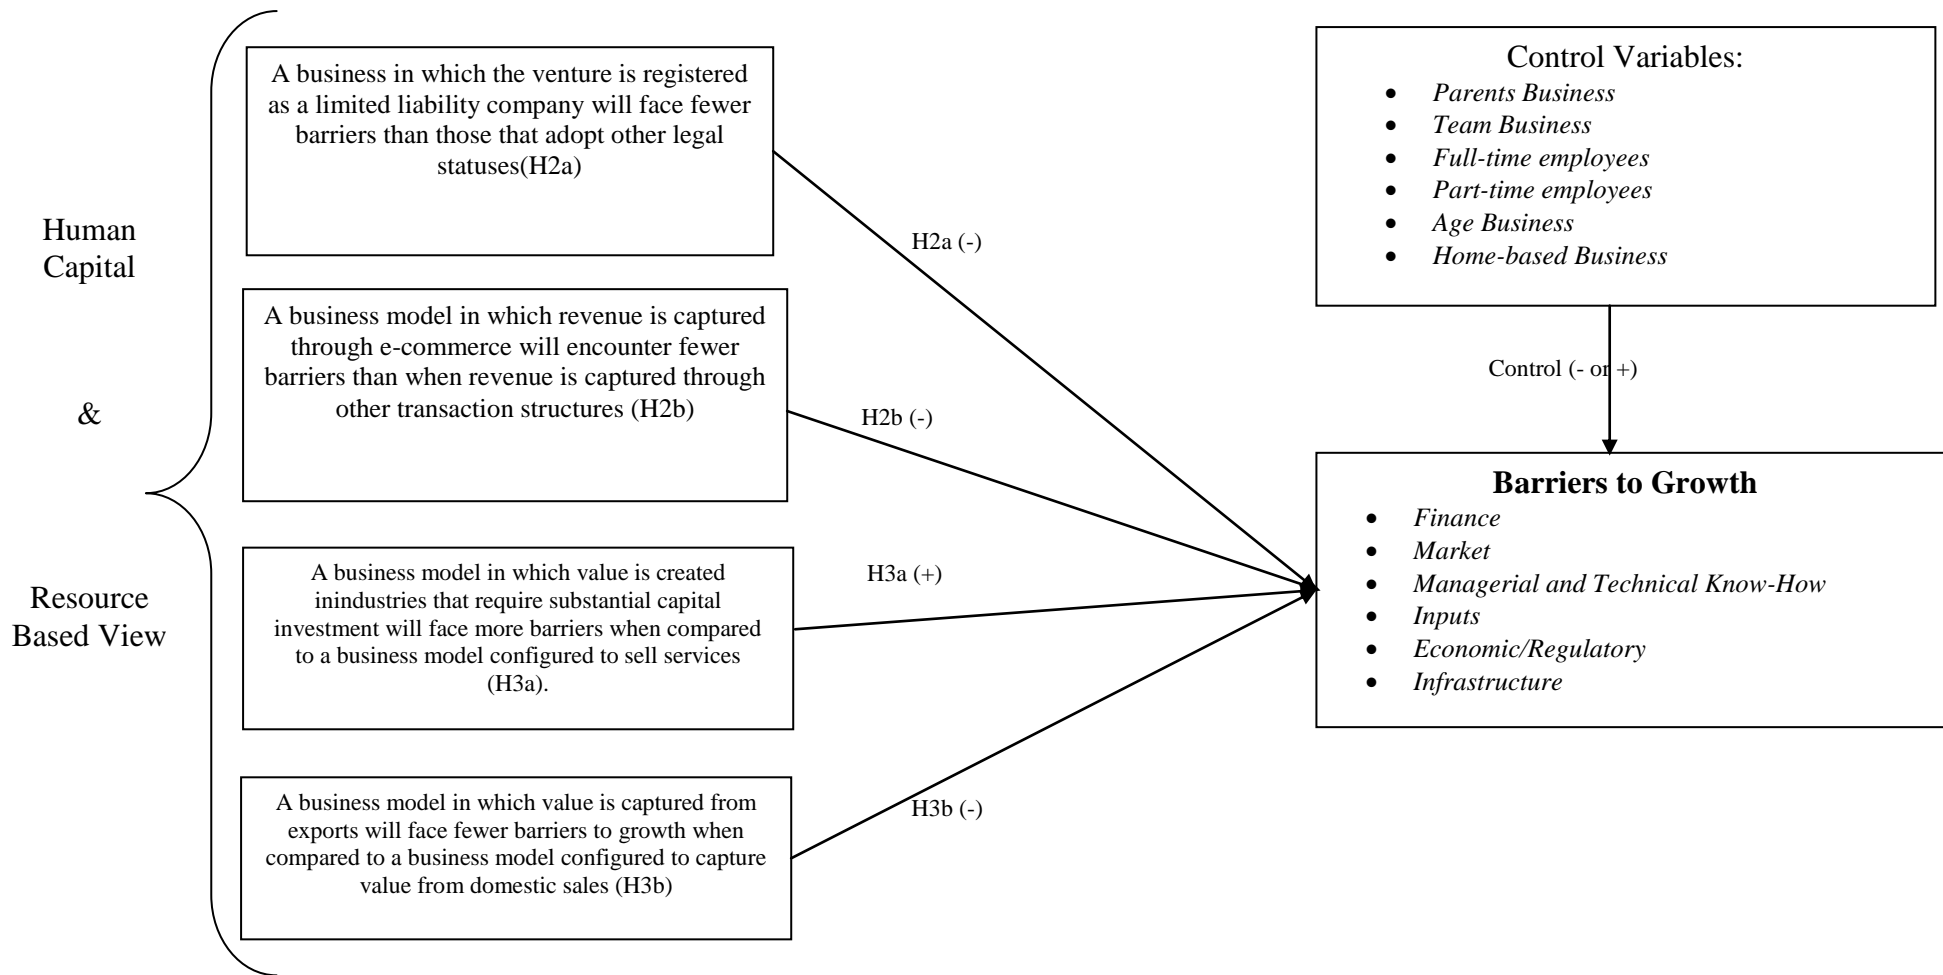 Human
Capital
&
Resource
Based View
A business in which the venture is registered
as a limited liability company will face fewer
barriers than those that adopt other legal
statuses(H2a)
A business model in which revenue is captured
through e-commerce will encounter fewer
barriers than when revenue is captured through
other transaction structures (H2b)
A business model in which value is created
inindustries that require substantial capital
investment will face more barriers when compared
to a business model configured to sell services
(H3a).
A business model in which value is captured from
exports will face fewer barriers to growth when
compared to a business model configured to capture
value from domestic sales (H3b)
H2a (-)
H2b (-)
H3a (+)
H3b (-)
Control Variables:
• Parents Business
• Team Business
• Full-time employees
• Part-time employees
• Age Business
• Home-based Business
Control (- or +)
Barriers to Growth
• Finance
• Market
• Managerial and Technical Know-How
• Inputs
• Economic/Regulatory
• Infrastructure